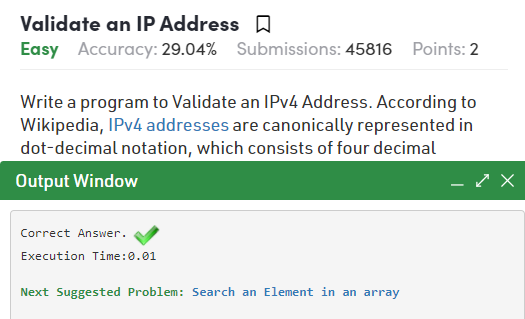 Validate an IP Address
Easy Accuracy: 29.04% Submissions: 45816 Points: 2
Write a program to Validate an IPv4 Address. According to
Wikipedia, IPv4 addresses are canonically represented in
dot-decimal notation, which consists of four decimal
Output Window
Correct Answer.
Execution Time:0.01
Next Suggested Problem: Search an Element in an array